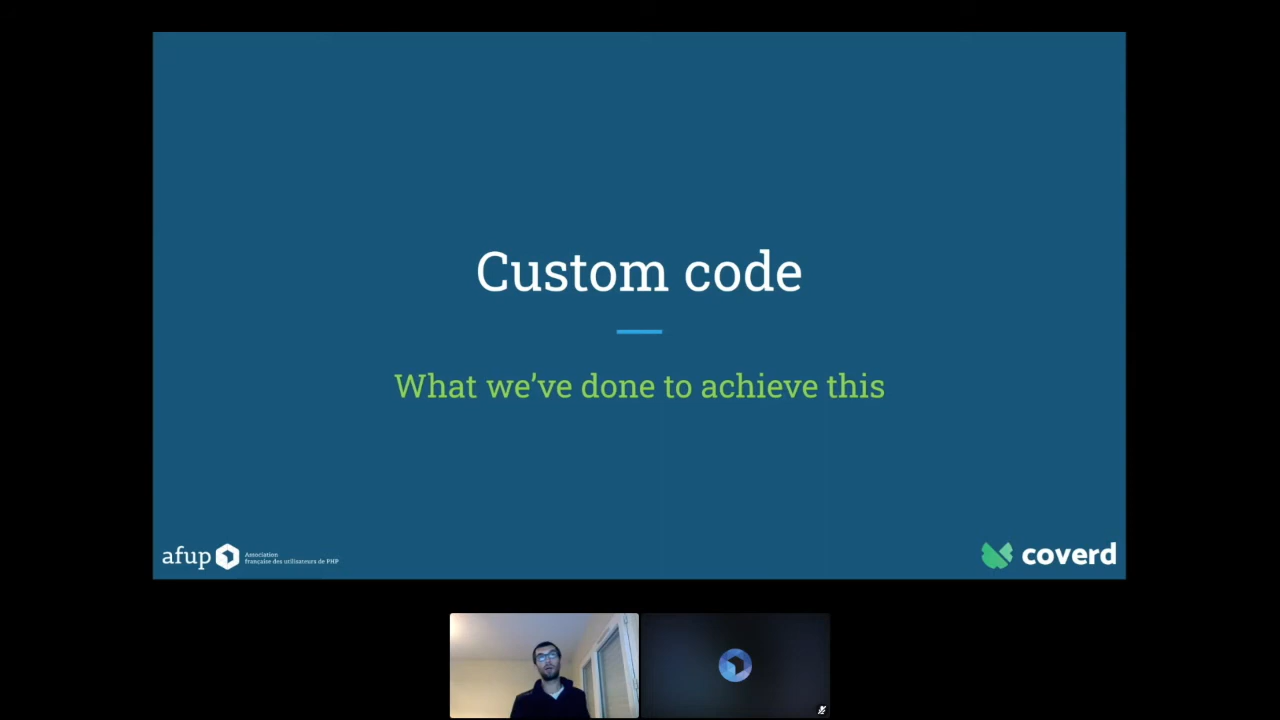 Custom code
What we've done to achieve this
afup
Association
française des utilisateurs de PHP
coverd